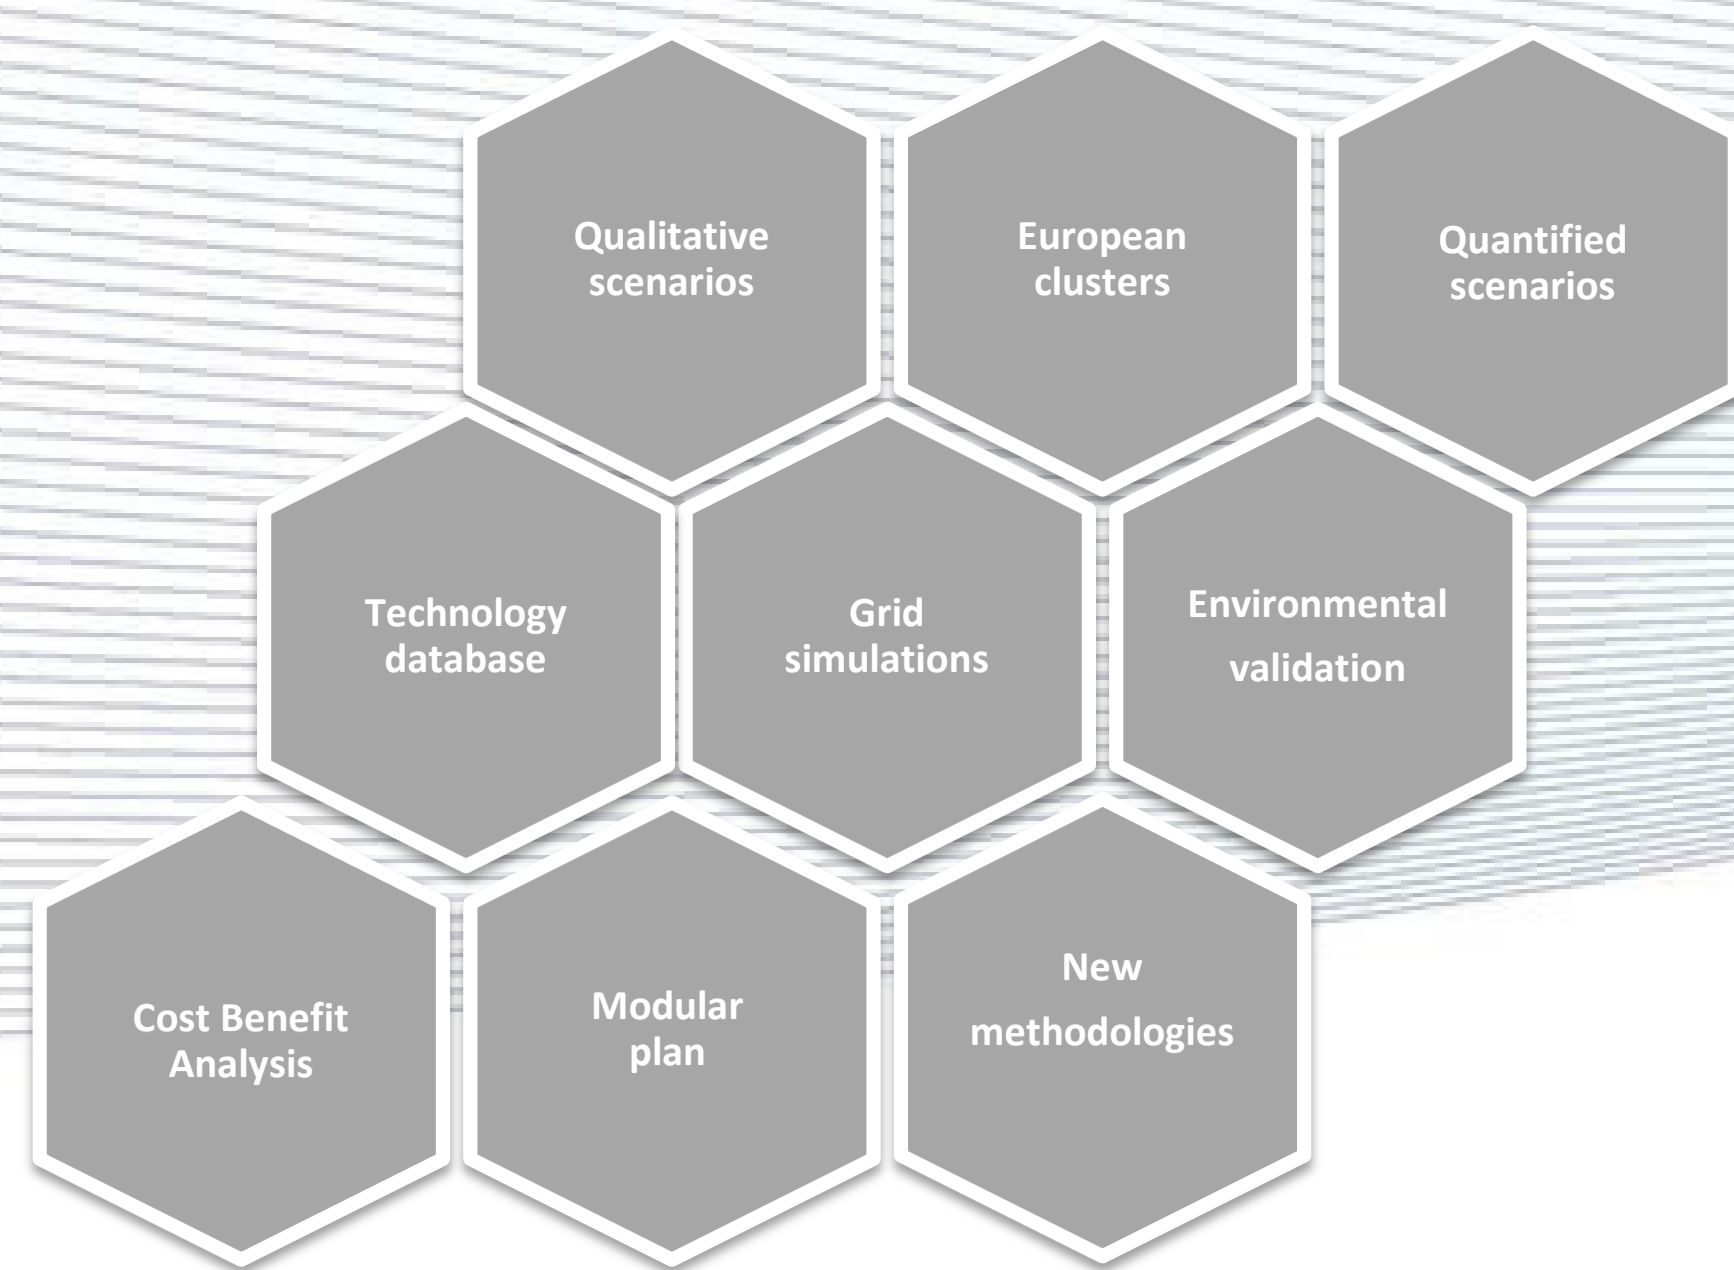 Qualitative
scenarios
European
clusters
Quantified
scenarios
Technology
database
Grid
simulations
Environmental
validation
Cost Benefit
Analysis
Modular
plan
New
methodologies